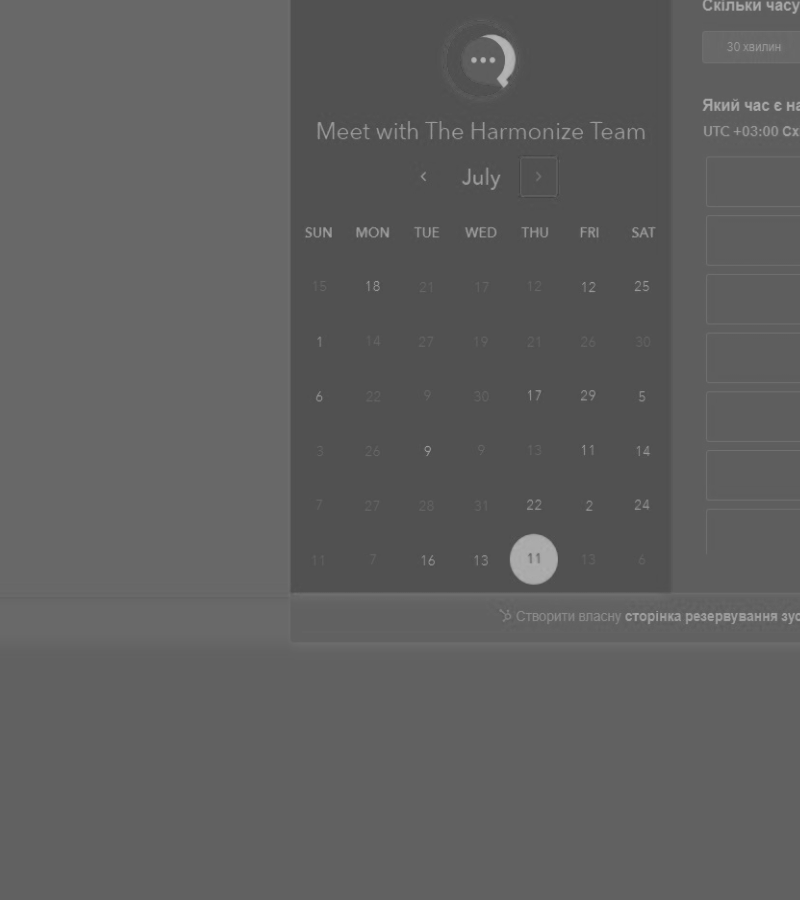 Скільки часу
30 хвилин
Meet with The Harmonize Team
Який час є на
July
UTC +03:00 Сх
SUN MON TUE WED THU FRI SAT
15 18 21 17 12 12 25
1 14 27 19 21 26 30
6 22 9 30 17 29 5
3 26 9 9 13 11 14
7 27 28 31 22 2 24
11 7 16 13 11 13 6
Створити власну сторінка резервування зус